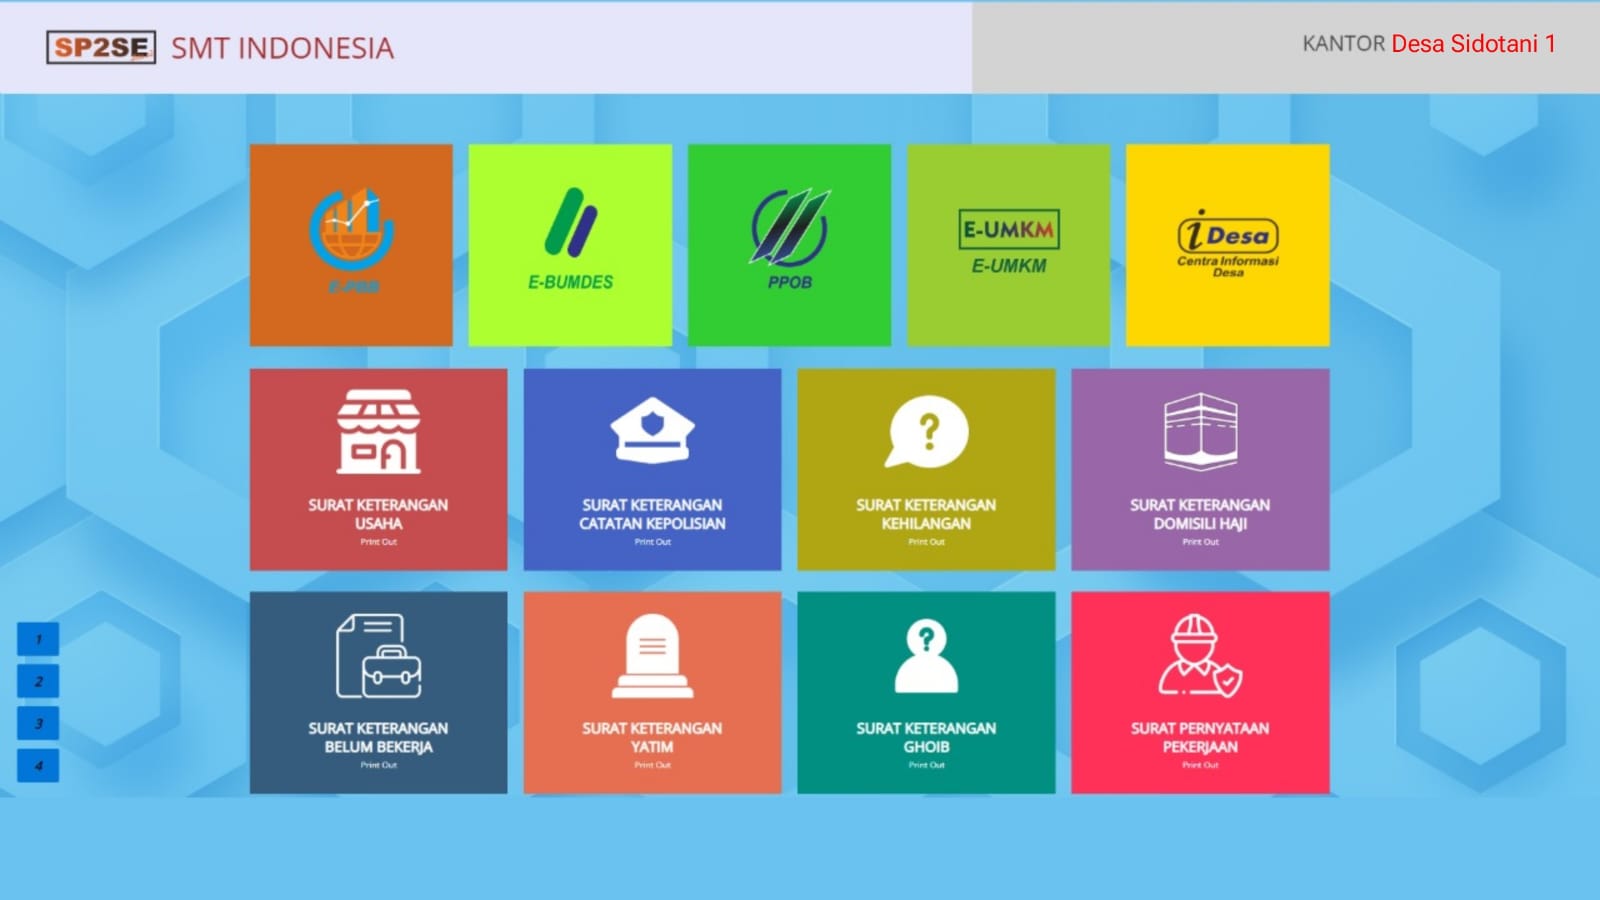 SP2SE SMT INDONESIA
KANTOR Desa Sidotani 1
E-PBB
E-BUMDES
PPOB
E-UMKM
E-UMKM
iDesa
Centra Informasi
Desa
SURAT KETERANGAN
USAHA
Print Out
SURAT KETERANGAN
CATATAN KEPOLISIAN
Print Out
SURAT KETERANGAN
KEHILANGAN
Print Out
SURAT KETERANGAN
DOMISILI HAJI
Print Out
SURAT KETERANGAN
BELUM BEKERJA
Print Out
SURAT KETERANGAN
YATIM
Print Out
SURAT KETERANGAN
GHOIB
Print Out
SURAT PERNYATAAN
PEKERJAAN
Print Out
1
2
3
4